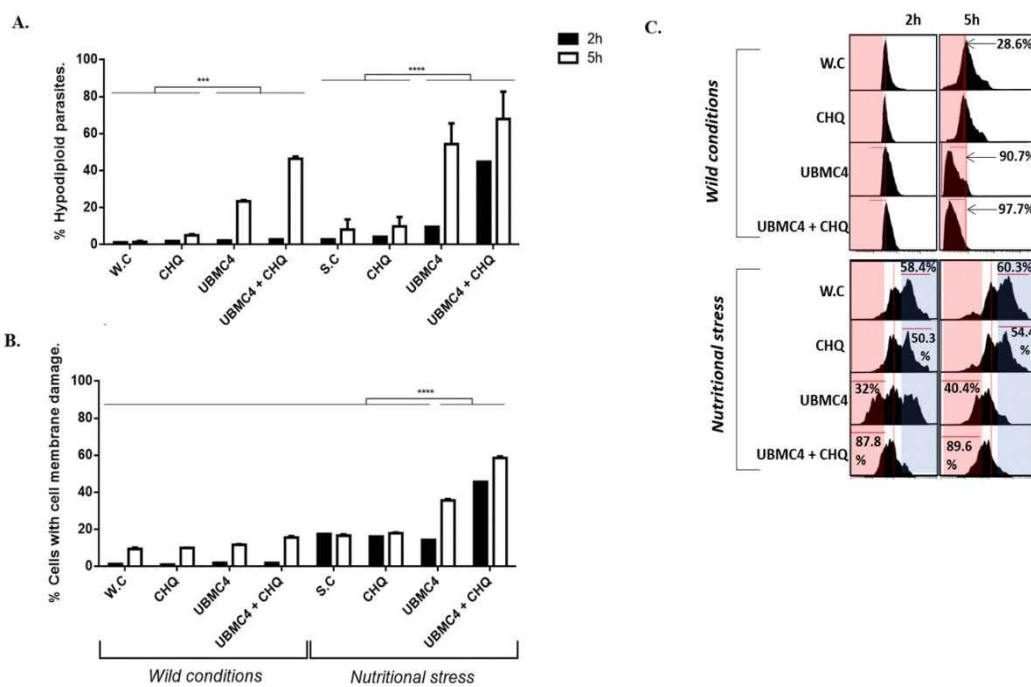 A.
2h
5h
% Hypodiploid parasites.
100
80
60
40
20
0
***
****
W.C
CHQ
UBMC4
UBMC4 + CHQ
S.C
CHQ
UBMC4
UBMC4 + CHQ
B.
% Cells with cell membrane damage.
100
80
60
40
20
0
****
W.C
CHQ
UBMC4
UBMC4 + CHQ
S.C
CHQ
UBMC4
UBMC4 + CHQ
Wild conditions
Nutritional stress
C.
2h
5h
Wild conditions
W.C
28.6%
CHQ
UBMC4
90.7%
UBMC4 + CHQ
97.7%
Nutritional stress
W.C
58.4%
60.3%
CHQ
50.3
%
54.4
%
UBMC4
32%
40.4%
UBMC4 + CHQ
87.8
%
89.6
%